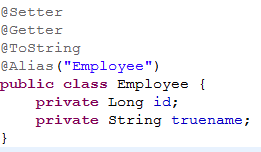 @Setter
@Getter
@ToString
@Alias("Employee")
public class Employee {
    private Long id;
    private String truename;
}